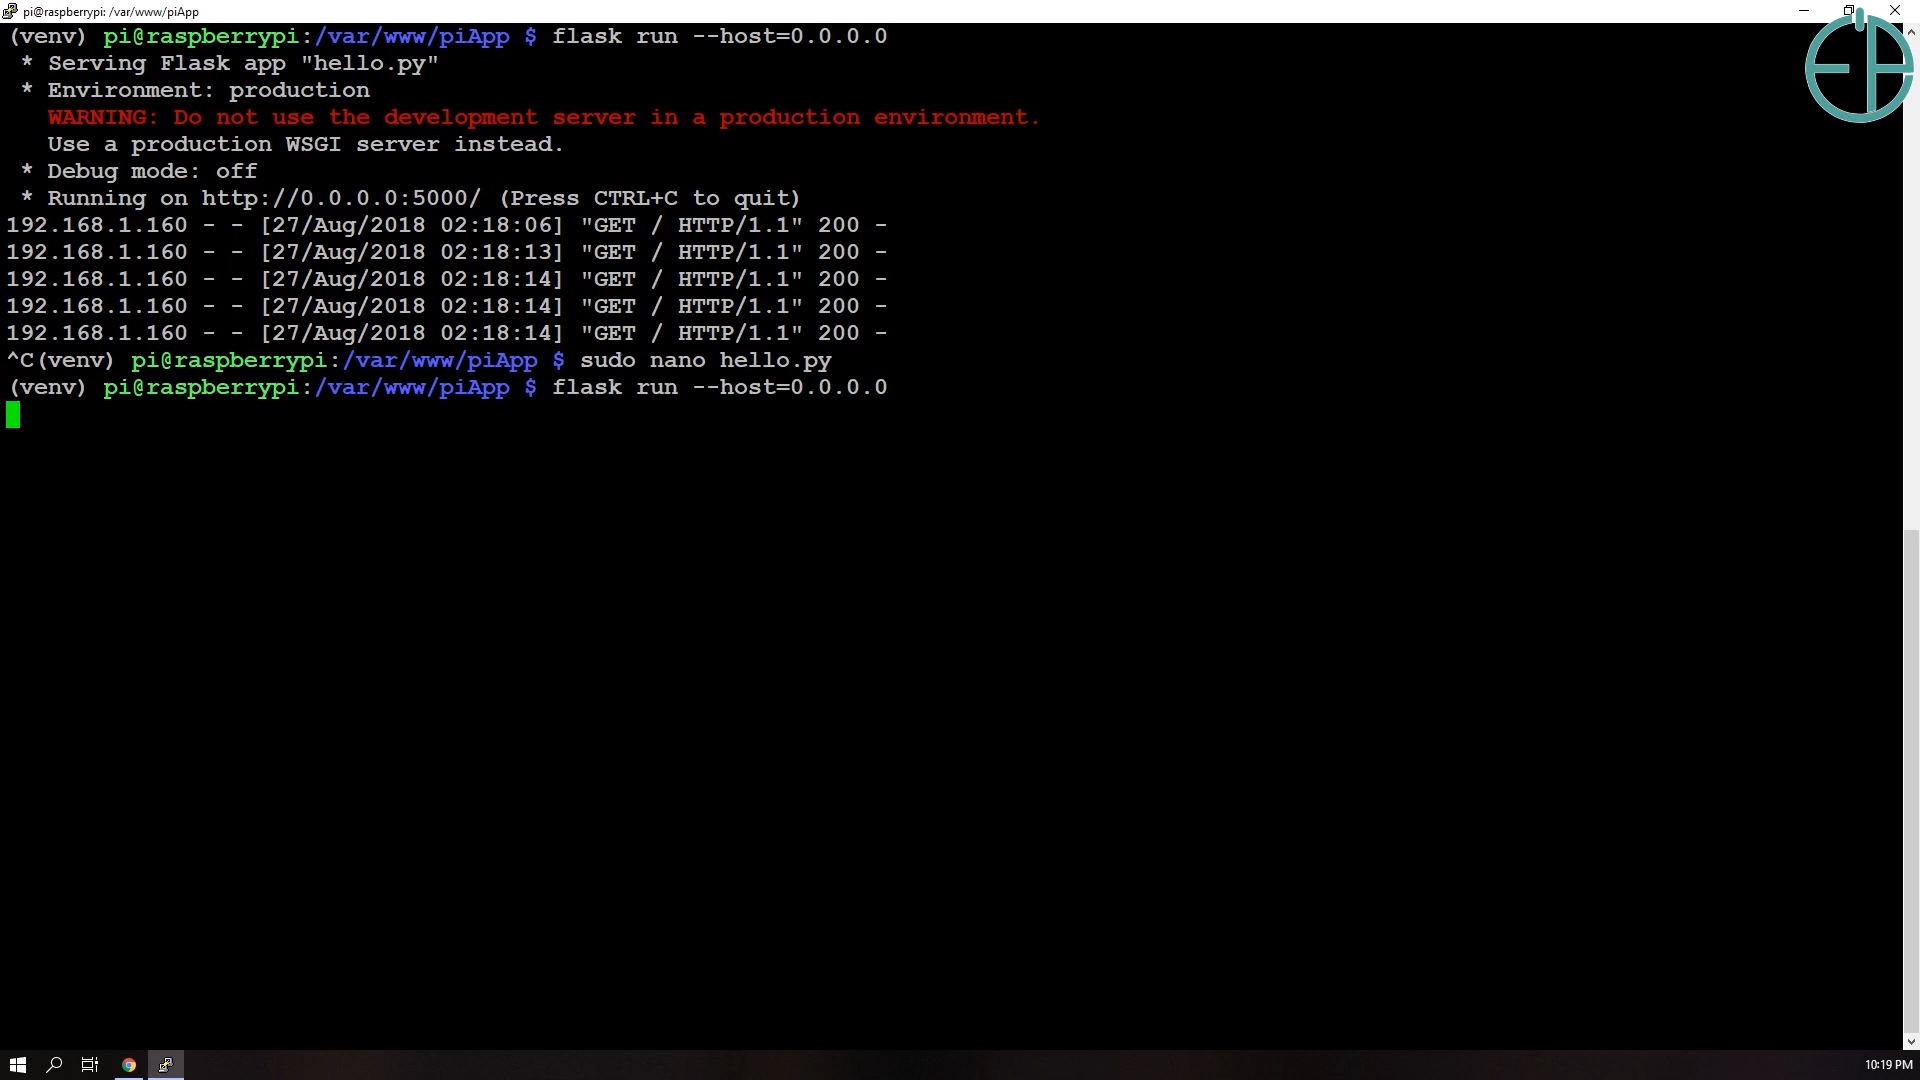 pi@raspberrypi: /var/www/piApp
(venv) pi@raspberrypi:/var/www/piApp $ flask run --host=0.0.0.0
 * Serving Flask app "hello.py"
 * Environment: production
   WARNING: Do not use the development server in a production environment.
   Use a production WSGI server instead.
 * Debug mode: off
 * Running on http://0.0.0.0:5000/ (Press CTRL+C to quit)
192.168.1.160 - - [27/Aug/2018 02:18:06] "GET / HTTP/1.1" 200 -
192.168.1.160 - - [27/Aug/2018 02:18:13] "GET / HTTP/1.1" 200 -
192.168.1.160 - - [27/Aug/2018 02:18:14] "GET / HTTP/1.1" 200 -
192.168.1.160 - - [27/Aug/2018 02:18:14] "GET / HTTP/1.1" 200 -
192.168.1.160 - - [27/Aug/2018 02:18:14] "GET / HTTP/1.1" 200 -
^C(venv) pi@raspberrypi:/var/www/piApp $ sudo nano hello.py
(venv) pi@raspberrypi:/var/www/piApp $ flask run --host=0.0.0.0
10:19 PM